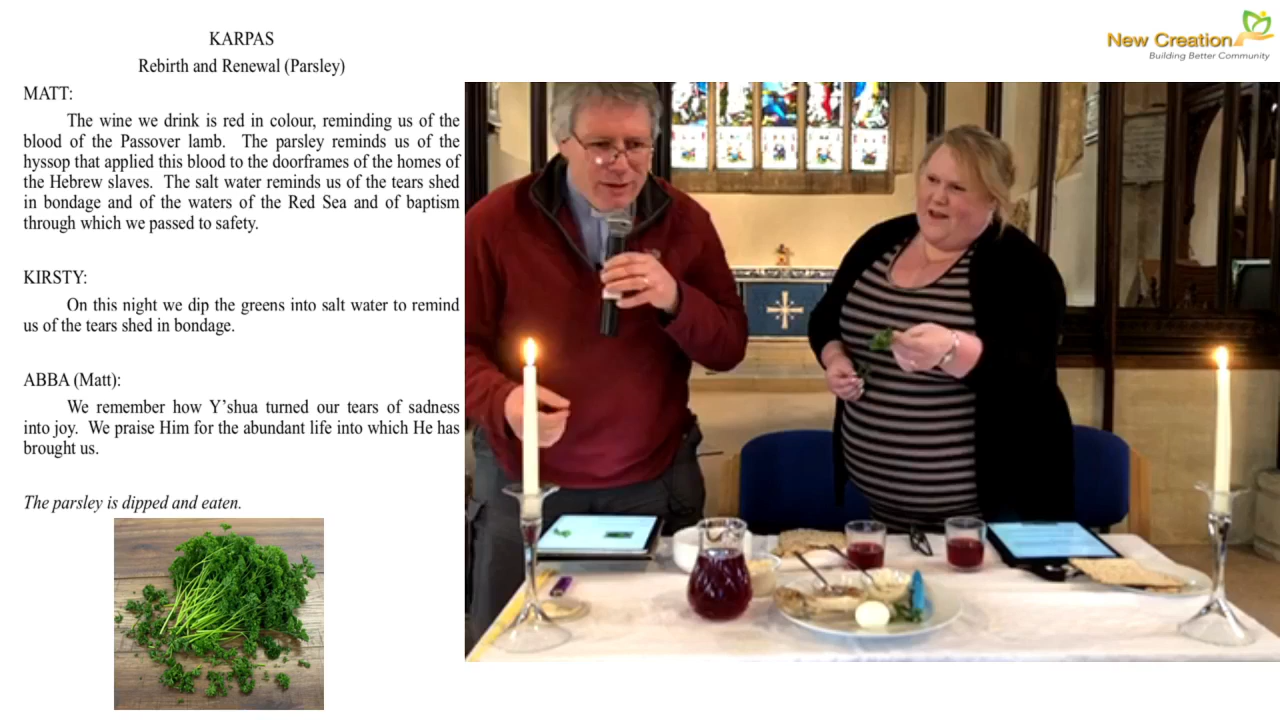 KARPAS
Rebirth and Renewal (Parsley)
MATT:
The wine we drink is red in colour, reminding us of the
blood of the Passover lamb. The parsley reminds us of the
hyssop that applied this blood to the doorframes of the homes of
the Hebrew slaves. The salt water reminds us of the tears shed
in bondage and of the waters of the Red Sea and of baptism
through which we passed to safety.
KIRSTY:
On this night we dip the greens into salt water to remind
us of the tears shed in bondage.
ABBA (Matt):
We remember how Y’shua turned our tears of sadness
into joy. We praise Him for the abundant life into which He has
brought us.
The parsley is dipped and eaten.
New Creation
Building Better Community